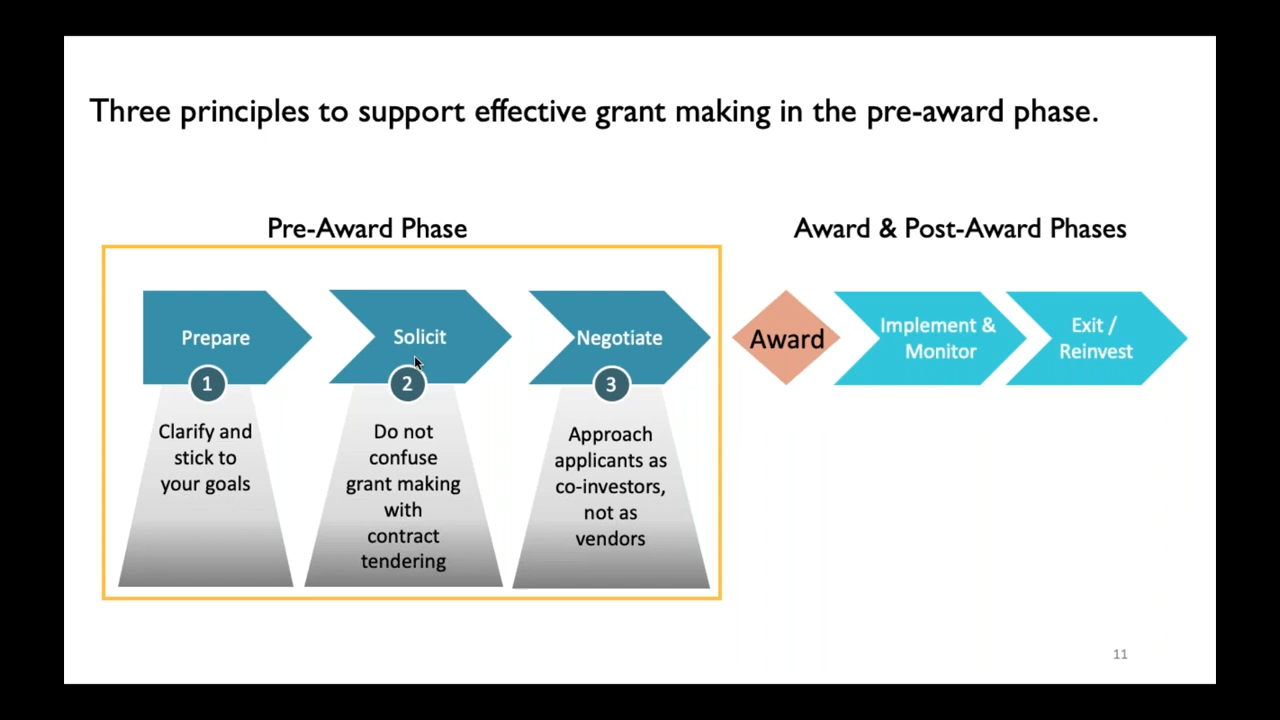 Three principles to support effective grant making in the pre-award phase.
Pre-Award Phase
Award & Post-Award Phases
Prepare
Solicit
Negotiate
Award
Implement &
Monitor
Exit /
Reinvest
1
Clarify and
stick to
your goals
2
Do not
confuse
grant making
with
contract
tendering
3
Approach
applicants as
co-investors,
not as
vendors
11